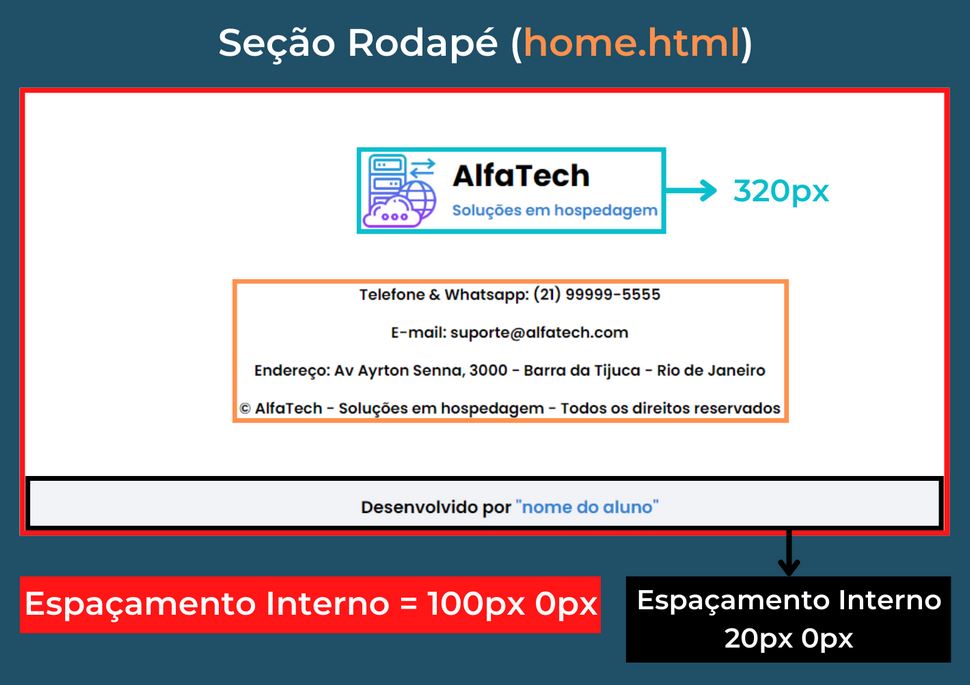 Seção Rodapé (home.html)
AlfaTech
Soluções em hospedagem
320px
Telefone & Whatsapp: (21) 99999-5555
E-mail: suporte@alfatech.com
Endereço: Av Ayrton Senna, 3000 - Barra da Tijuca - Rio de Janeiro
© AlfaTech - Soluções em hospedagem - Todos os direitos reservados
Desenvolvido por "nome do aluno"
Espaçamento Interno = 100px 0px
Espaçamento Interno
20px 0px